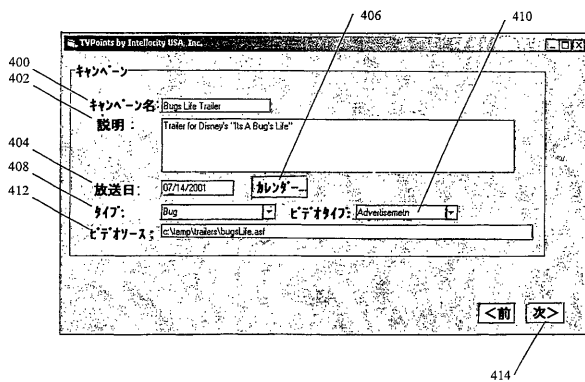 406
410
TVPoints by Intellocity USA, Inc.
400
キャンペーン
402
キャンペーン名: Bugs Life Trailer
説明: Trailer for Disney's "Its A Bug's Life"
404
放送日: 07/14/2001 カレンダー...
408
タイプ: Bug ビデオタイプ: Advertisemetn
412
ビデオソース: c:\temp\trailers\bugsLife.asf
<前 次>
414